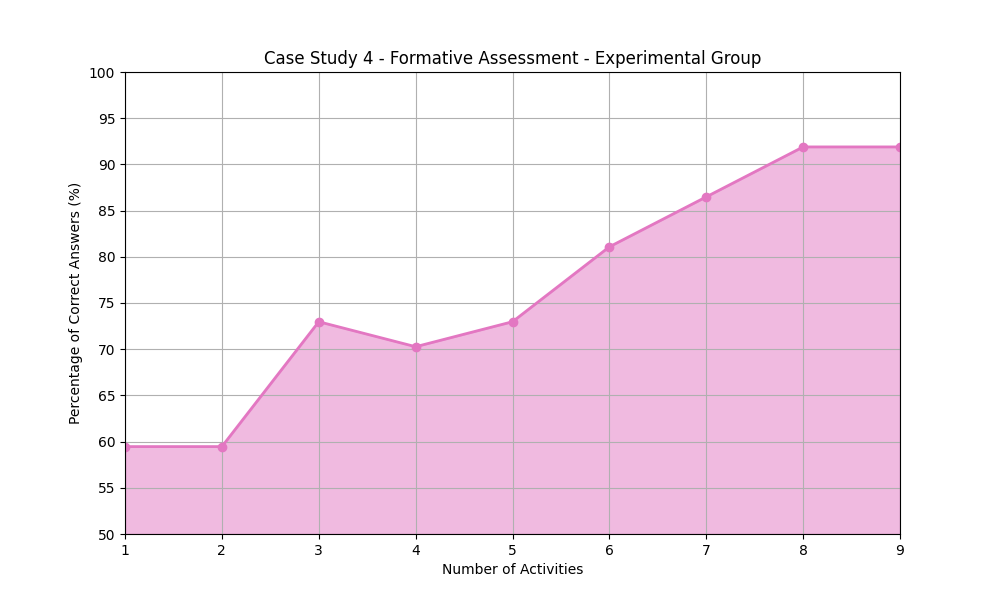 Case Study 4 - Formative Assessment - Experimental Group
Percentage of Correct Answers (%)
100
95
90
85
80
75
70
65
60
55
50
1 2 3 4 5 6 7 8 9
Number of Activities